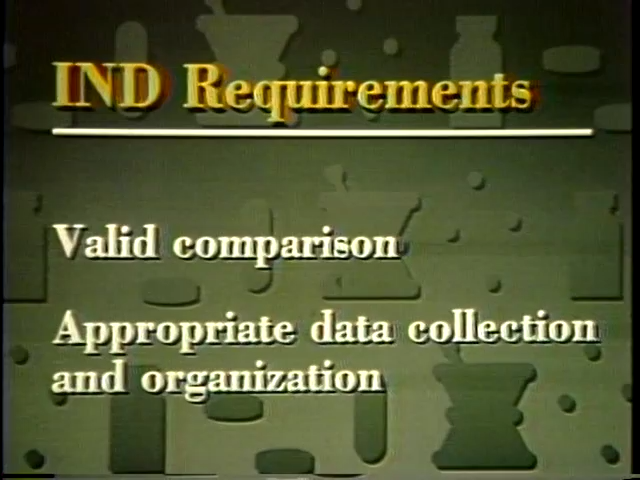 IND Requirements
Valid comparison
Appropriate data collection
and organization